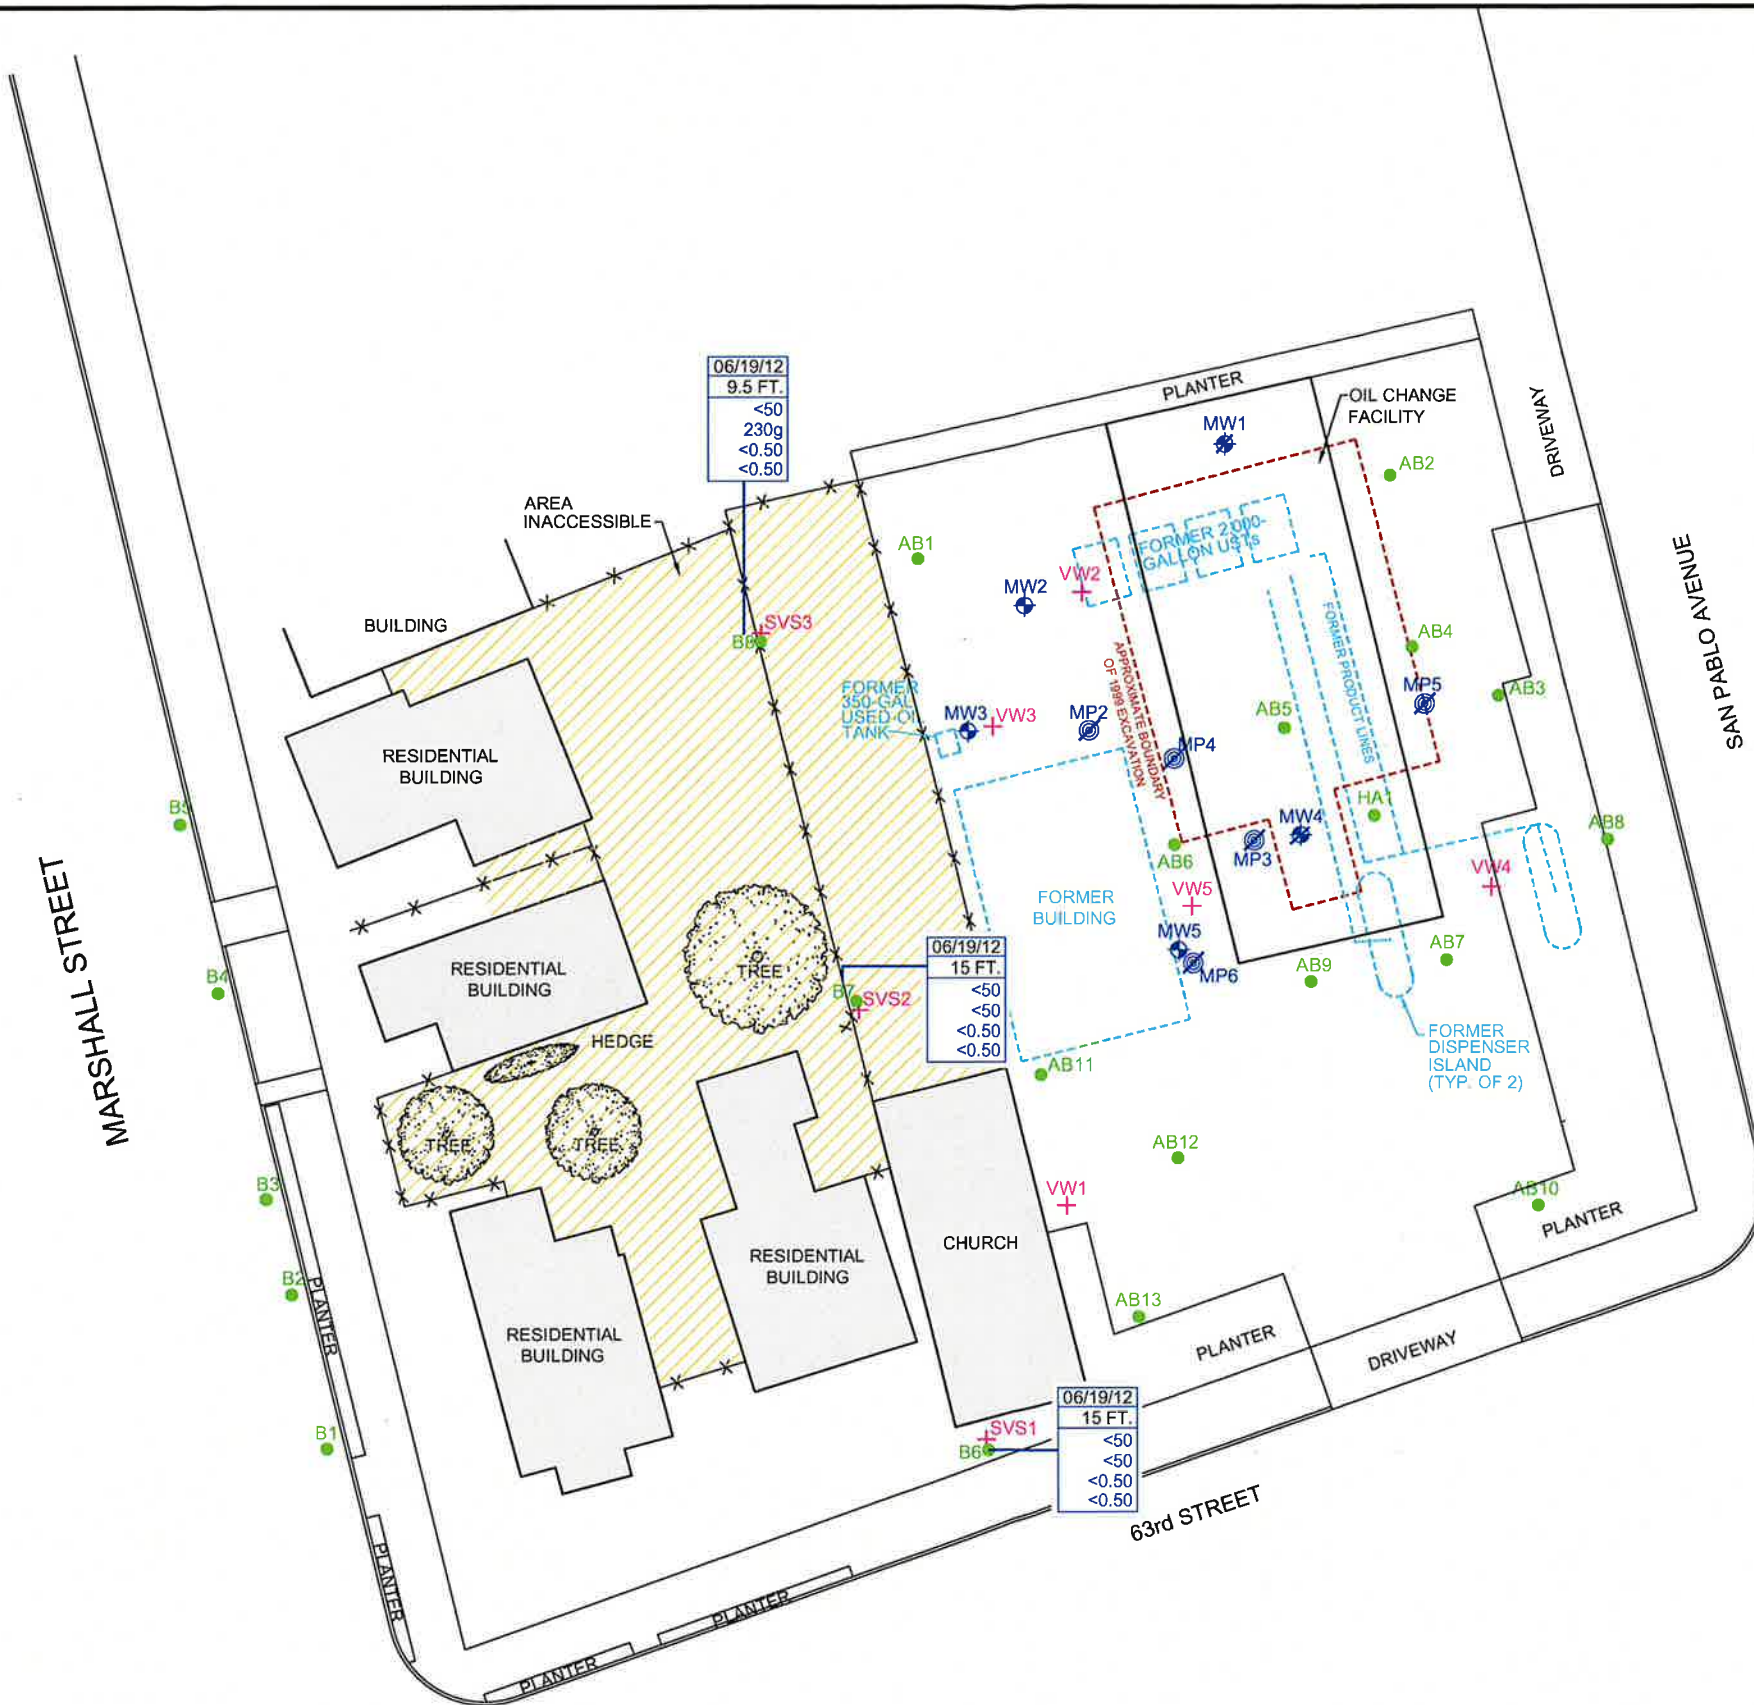 06/19/12
9.5 FT.
<50
230g
<0.50
<0.50
PLANTER
OIL CHANGE
FACILITY
DRIVEWAY
MW1
AB2
AREA
INACCESSIBLE
AB1
FORMER 2,000-
GALLON USTs
VW2
MW2
SAN PABLO AVENUE
BUILDING
SVS3
B8
AB4
FORMER PRODUCT LINES
APPROXIMATE BOUNDARY
OF 1999 EXCAVATION
FORMER
350-GAL
USED-OIL
TANK
MW3
VW3
MP2
AB5
MP5
AB3
MP4
RESIDENTIAL
BUILDING
B5
HA1
MW4
MP3
AB6
AB8
VW4
MARSHALL STREET
FORMER
BUILDING
VW5
MW5
MP6
AB9
AB7
06/19/12
15 FT.
<50
<50
<0.50
<0.50
TREE
RESIDENTIAL
BUILDING
B4
B7
SVS2
HEDGE
FORMER
DISPENSER
ISLAND
(TYP. OF 2)
AB11
TREE
TREE
AB12
B3
VW1
AB10
PLANTER
CHURCH
RESIDENTIAL
BUILDING
B2
PLANTER
AB13
RESIDENTIAL
BUILDING
PLANTER
DRIVEWAY
06/19/12
15 FT.
<50
<50
<0.50
<0.50
B1
SVS1
B6
63rd STREET
PLANTER
PLANTER
PLANTER